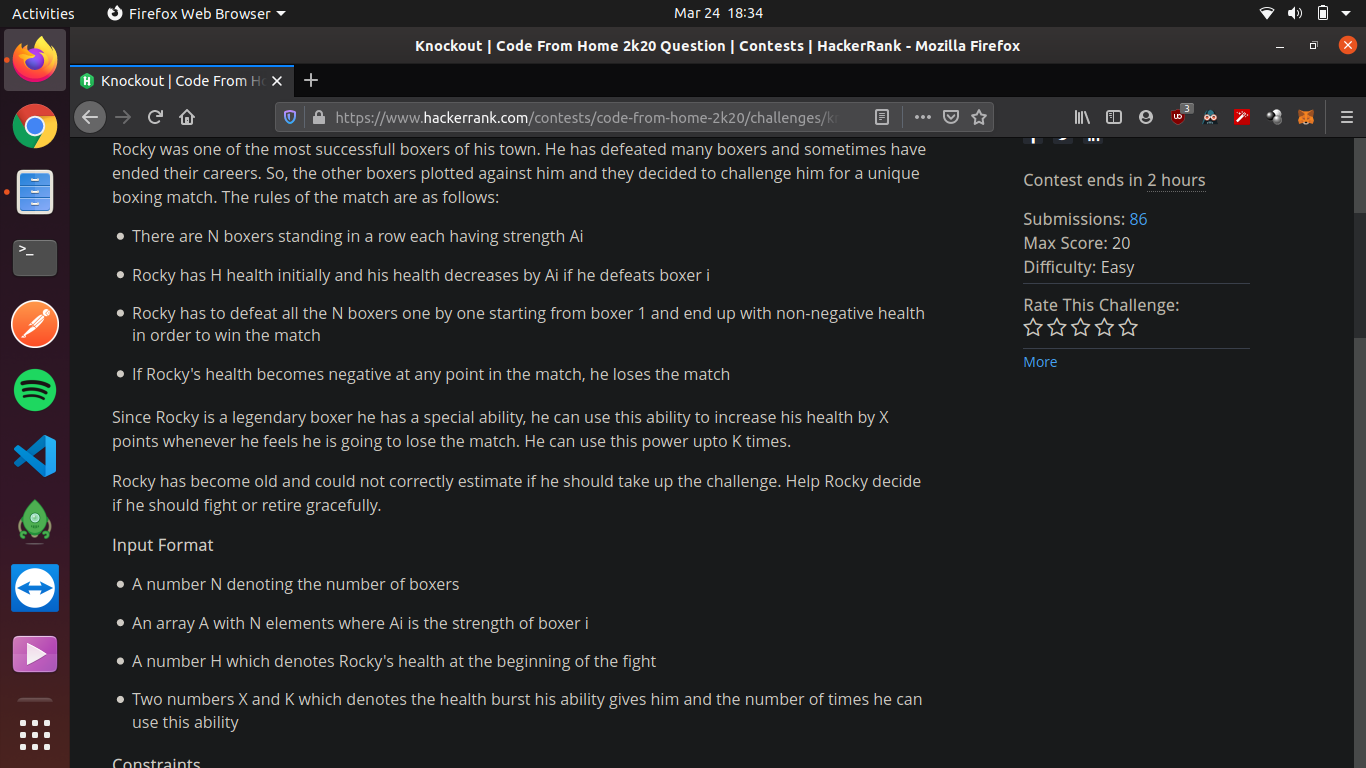 Activities
Firefox Web Browser
Mar 24 18:34
Knockout | Code From Home 2k20 Question | Contests | HackerRank - Mozilla Firefox
Knockout | Code From Ho
https://www.hackerrank.com/contests/code-from-home-2k20/challenges/kn
3
Rocky was one of the most successfull boxers of his town. He has defeated many boxers and sometimes have
ended their careers. So, the other boxers plotted against him and they decided to challenge him for a unique
boxing match. The rules of the match are as follows:
There are N boxers standing in a row each having strength Ai
Rocky has H health initially and his health decreases by Ai if he defeats boxer i
Rocky has to defeat all the N boxers one by one starting from boxer 1 and end up with non-negative health
in order to win the match
If Rocky's health becomes negative at any point in the match, he loses the match
Since Rocky is a legendary boxer he has a special ability, he can use this ability to increase his health by X
points whenever he feels he is going to lose the match. He can use this power upto K times.
Rocky has become old and could not correctly estimate if he should take up the challenge. Help Rocky decide
if he should fight or retire gracefully.
Input Format
A number N denoting the number of boxers
An array A with N elements where Ai is the strength of boxer i
A number H which denotes Rocky's health at the beginning of the fight
Two numbers X and K which denotes the health burst his ability gives him and the number of times he can
use this ability
Constraints
Contest ends in 2 hours
Submissions: 86
Max Score: 20
Difficulty: Easy
Rate This Challenge:
More